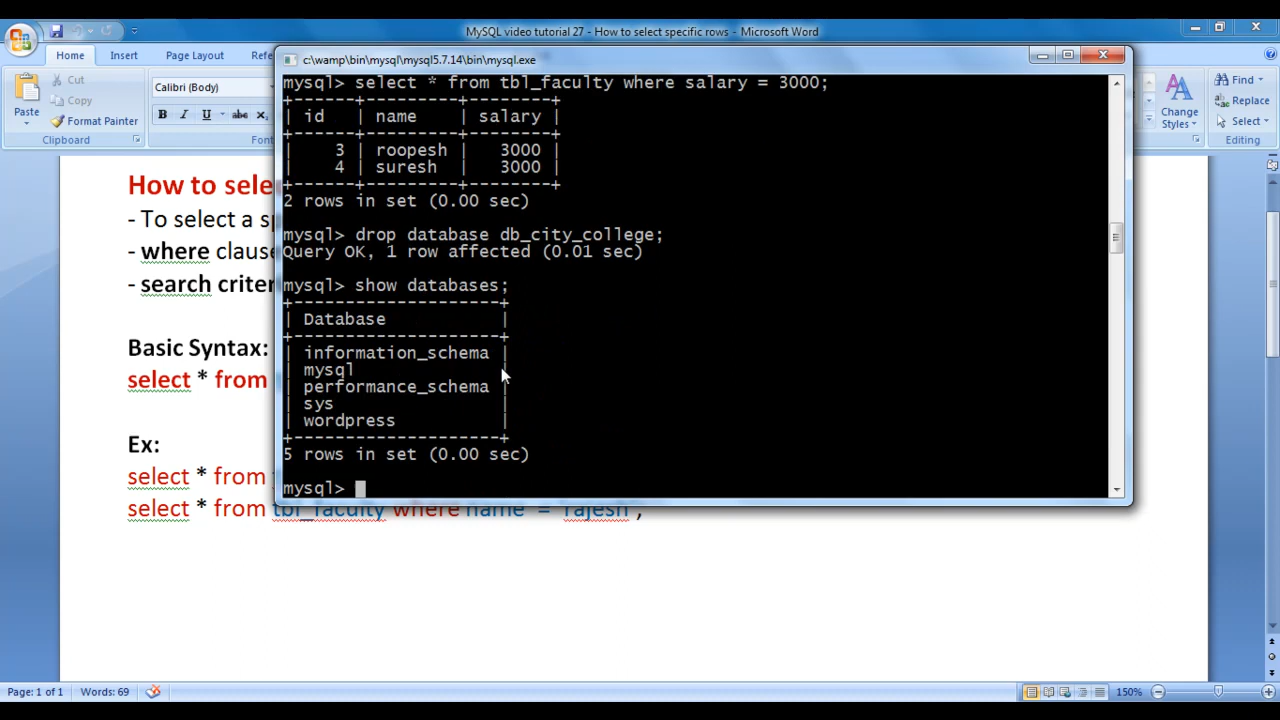 MySQL video tutorial 27 - How to select specific rows - Microsoft Word
Home Insert Page Layout Refe
Paste
Cut
Copy
Format Painter
Clipboard
Calibri (Body)
B I U abc x,
Font
Change Styles
Find
Replace
Select
Editing
c:\wamp\bin\mysql\mysql5.7.14\bin\mysql.exe
mysql> select * from tbl_faculty where salary = 3000;
+------+---------+--------+
| id | name | salary |
+------+---------+--------+
| 3 | roopesh | 3000 |
| 4 | suresh | 3000 |
+------+---------+--------+
2 rows in set (0.00 sec)
mysql> drop database db_city_college;
Query OK, 1 row affected (0.01 sec)
mysql> show databases;
+--------------------+
| Database |
+--------------------+
| information_schema |
| mysql |
| performance_schema |
| sys |
| wordpress |
+--------------------+
5 rows in set (0.00 sec)
mysql>
How to sele
- To select a sp
- where clause
- search criter
Basic Syntax:
select * from
Ex:
select * from
select * from tbl_faculty where name = 'rajesh';
Page: 1 of 1 Words: 69
150%